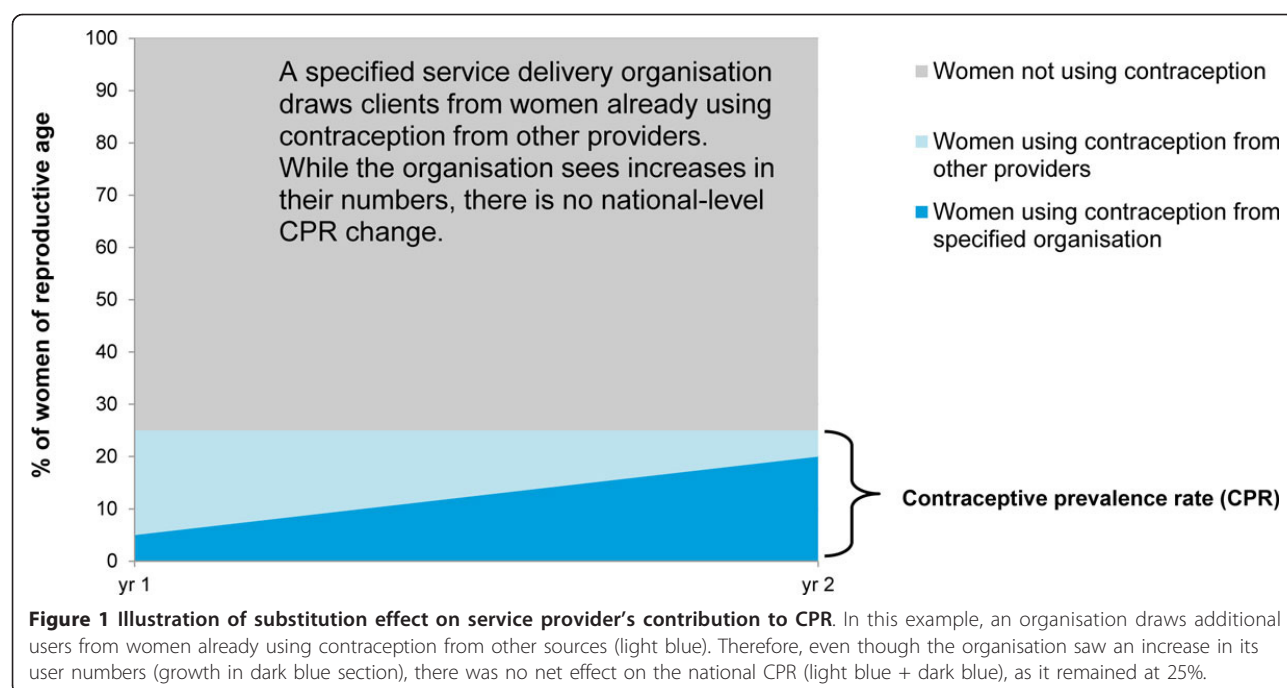 100
90
80
70
60
50
40
30
20
10
0
% of women of reproductive age
A specified service delivery organisation
draws clients from women already using
contraception from other providers.
While the organisation sees increases in
their numbers, there is no national-level
CPR change.
yr 1
yr 2
Women not using contraception
Women using contraception from
other providers
Women using contraception from
specified organisation
Contraceptive prevalence rate (CPR)
Figure 1 Illustration of substitution effect on service provider's contribution to CPR. In this example, an organisation draws additional
users from women already using contraception from other sources (light blue). Therefore, even though the organisation saw an increase in its
user numbers (growth in dark blue section), there was no net effect on the national CPR (light blue + dark blue), as it remained at 25%.